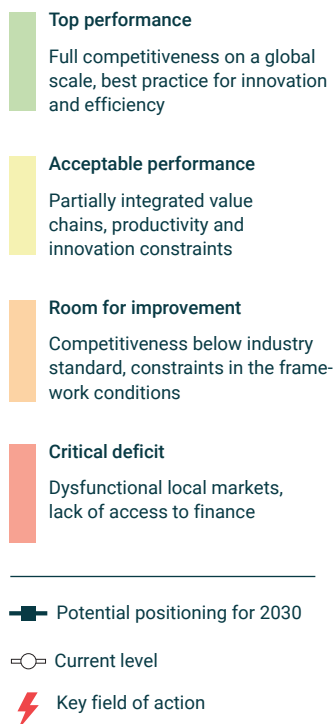 Top performance
Full competitiveness on a global
scale, best practice for innovation
and efficiency
Acceptable performance
Partially integrated value
chains, productivity and
innovation constraints
Room for improvement
Competitiveness below industry
standard, constraints in the frame-
work conditions
Critical deficit
Dysfunctional local markets,
lack of access to finance
Potential positioning for 2030
Current level
Key field of action